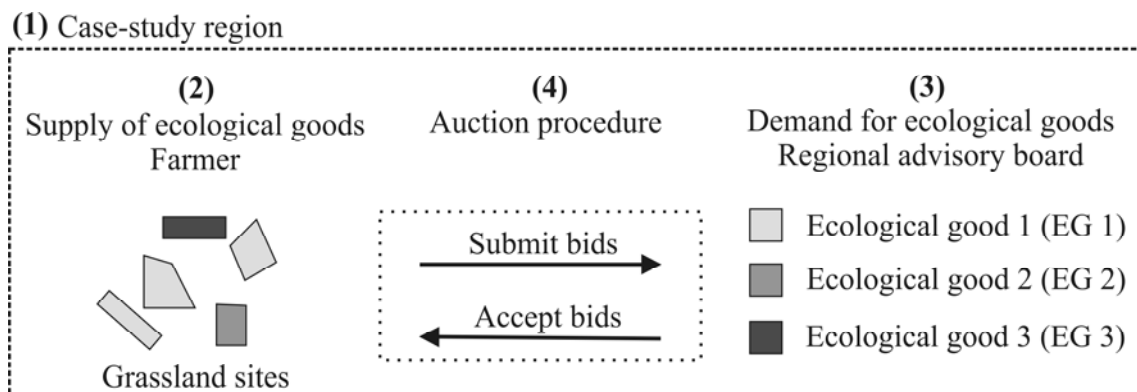 (1) Case-study region
(2)
Supply of ecological goods
Farmer
Grassland sites
(4)
Auction procedure
Submit bids
Accept bids
(3)
Demand for ecological goods
Regional advisory board
Ecological good 1 (EG 1)
Ecological good 2 (EG 2)
Ecological good 3 (EG 3)